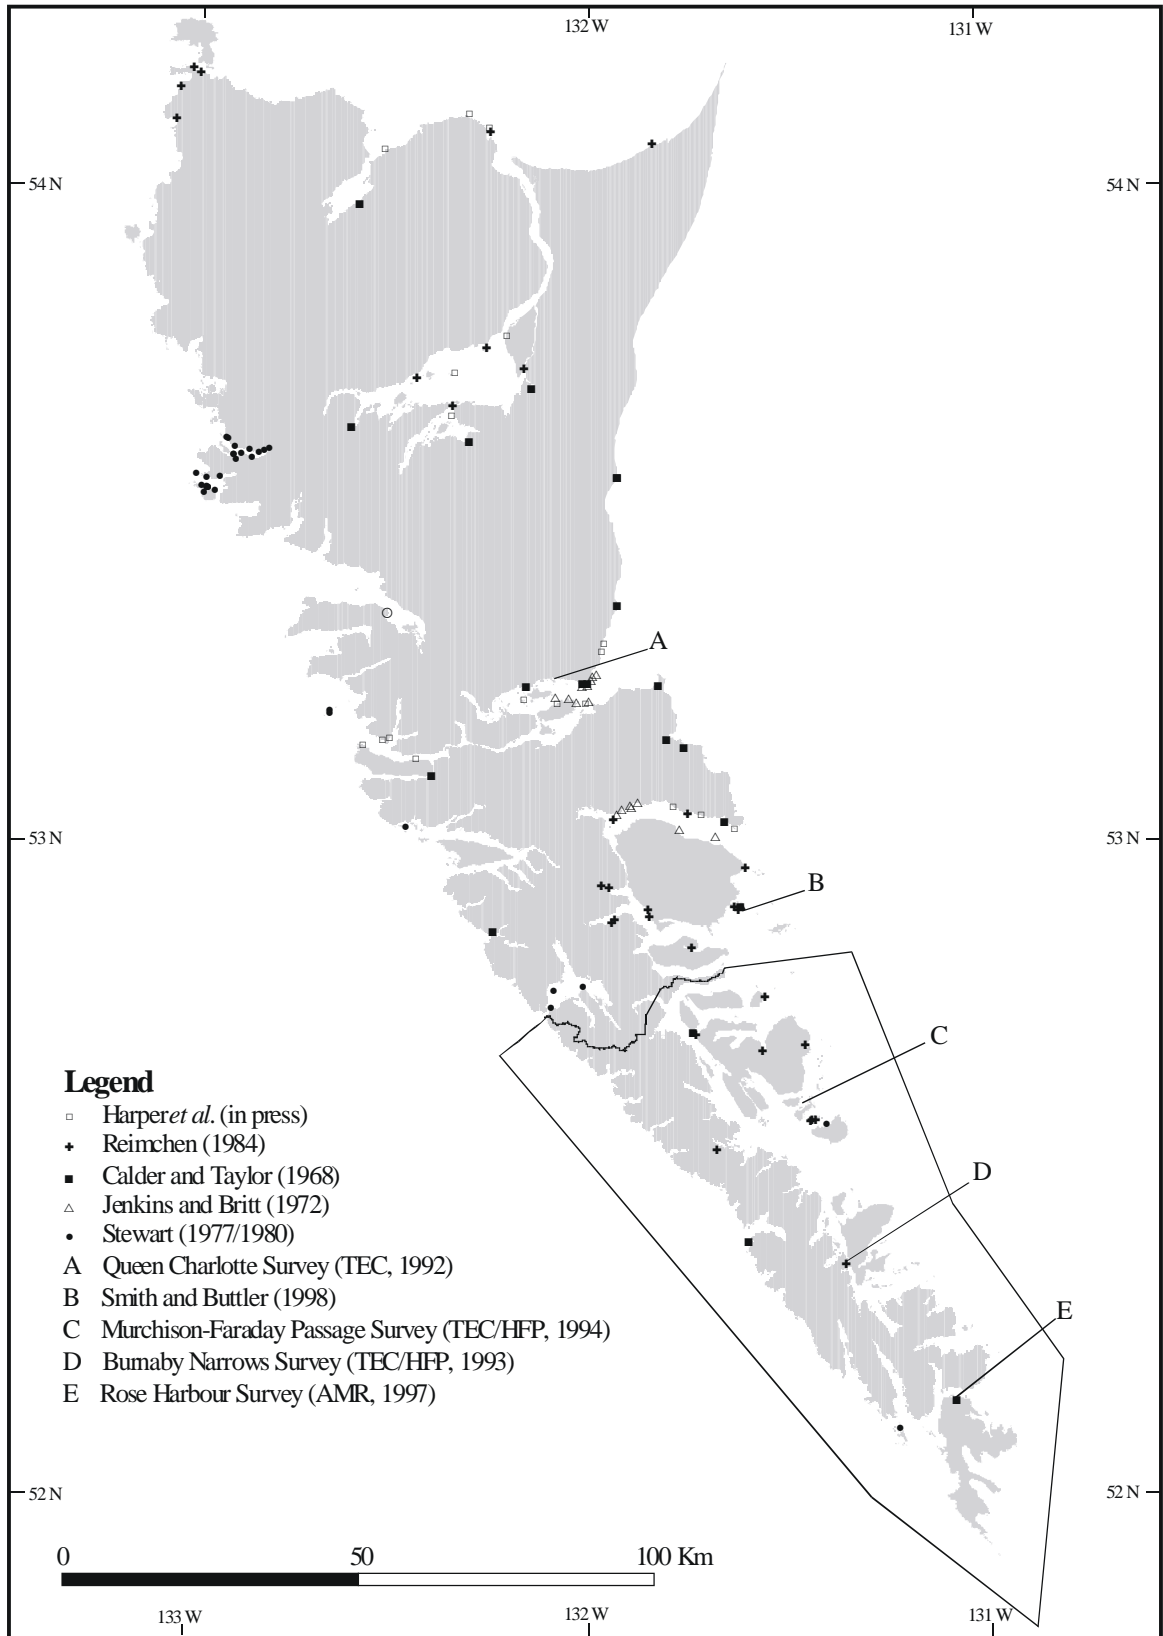 132 W
131 W
54 N
54 N
A
53 N
53 N
B
C
D
E
Legend
Harper et al. (in press)
Reimchen (1984)
Calder and Taylor (1968)
Jenkins and Britt (1972)
Stewart (1977/1980)
A Queen Charlotte Survey (TEC, 1992)
B Smith and Buttler (1998)
C Murchison-Faraday Passage Survey (TEC/HFP, 1994)
D Burnaby Narrows Survey (TEC/HFP, 1993)
E Rose Harbour Survey (AMR, 1997)
52 N
52 N
0 50 100 Km
133 W
132 W
131 W